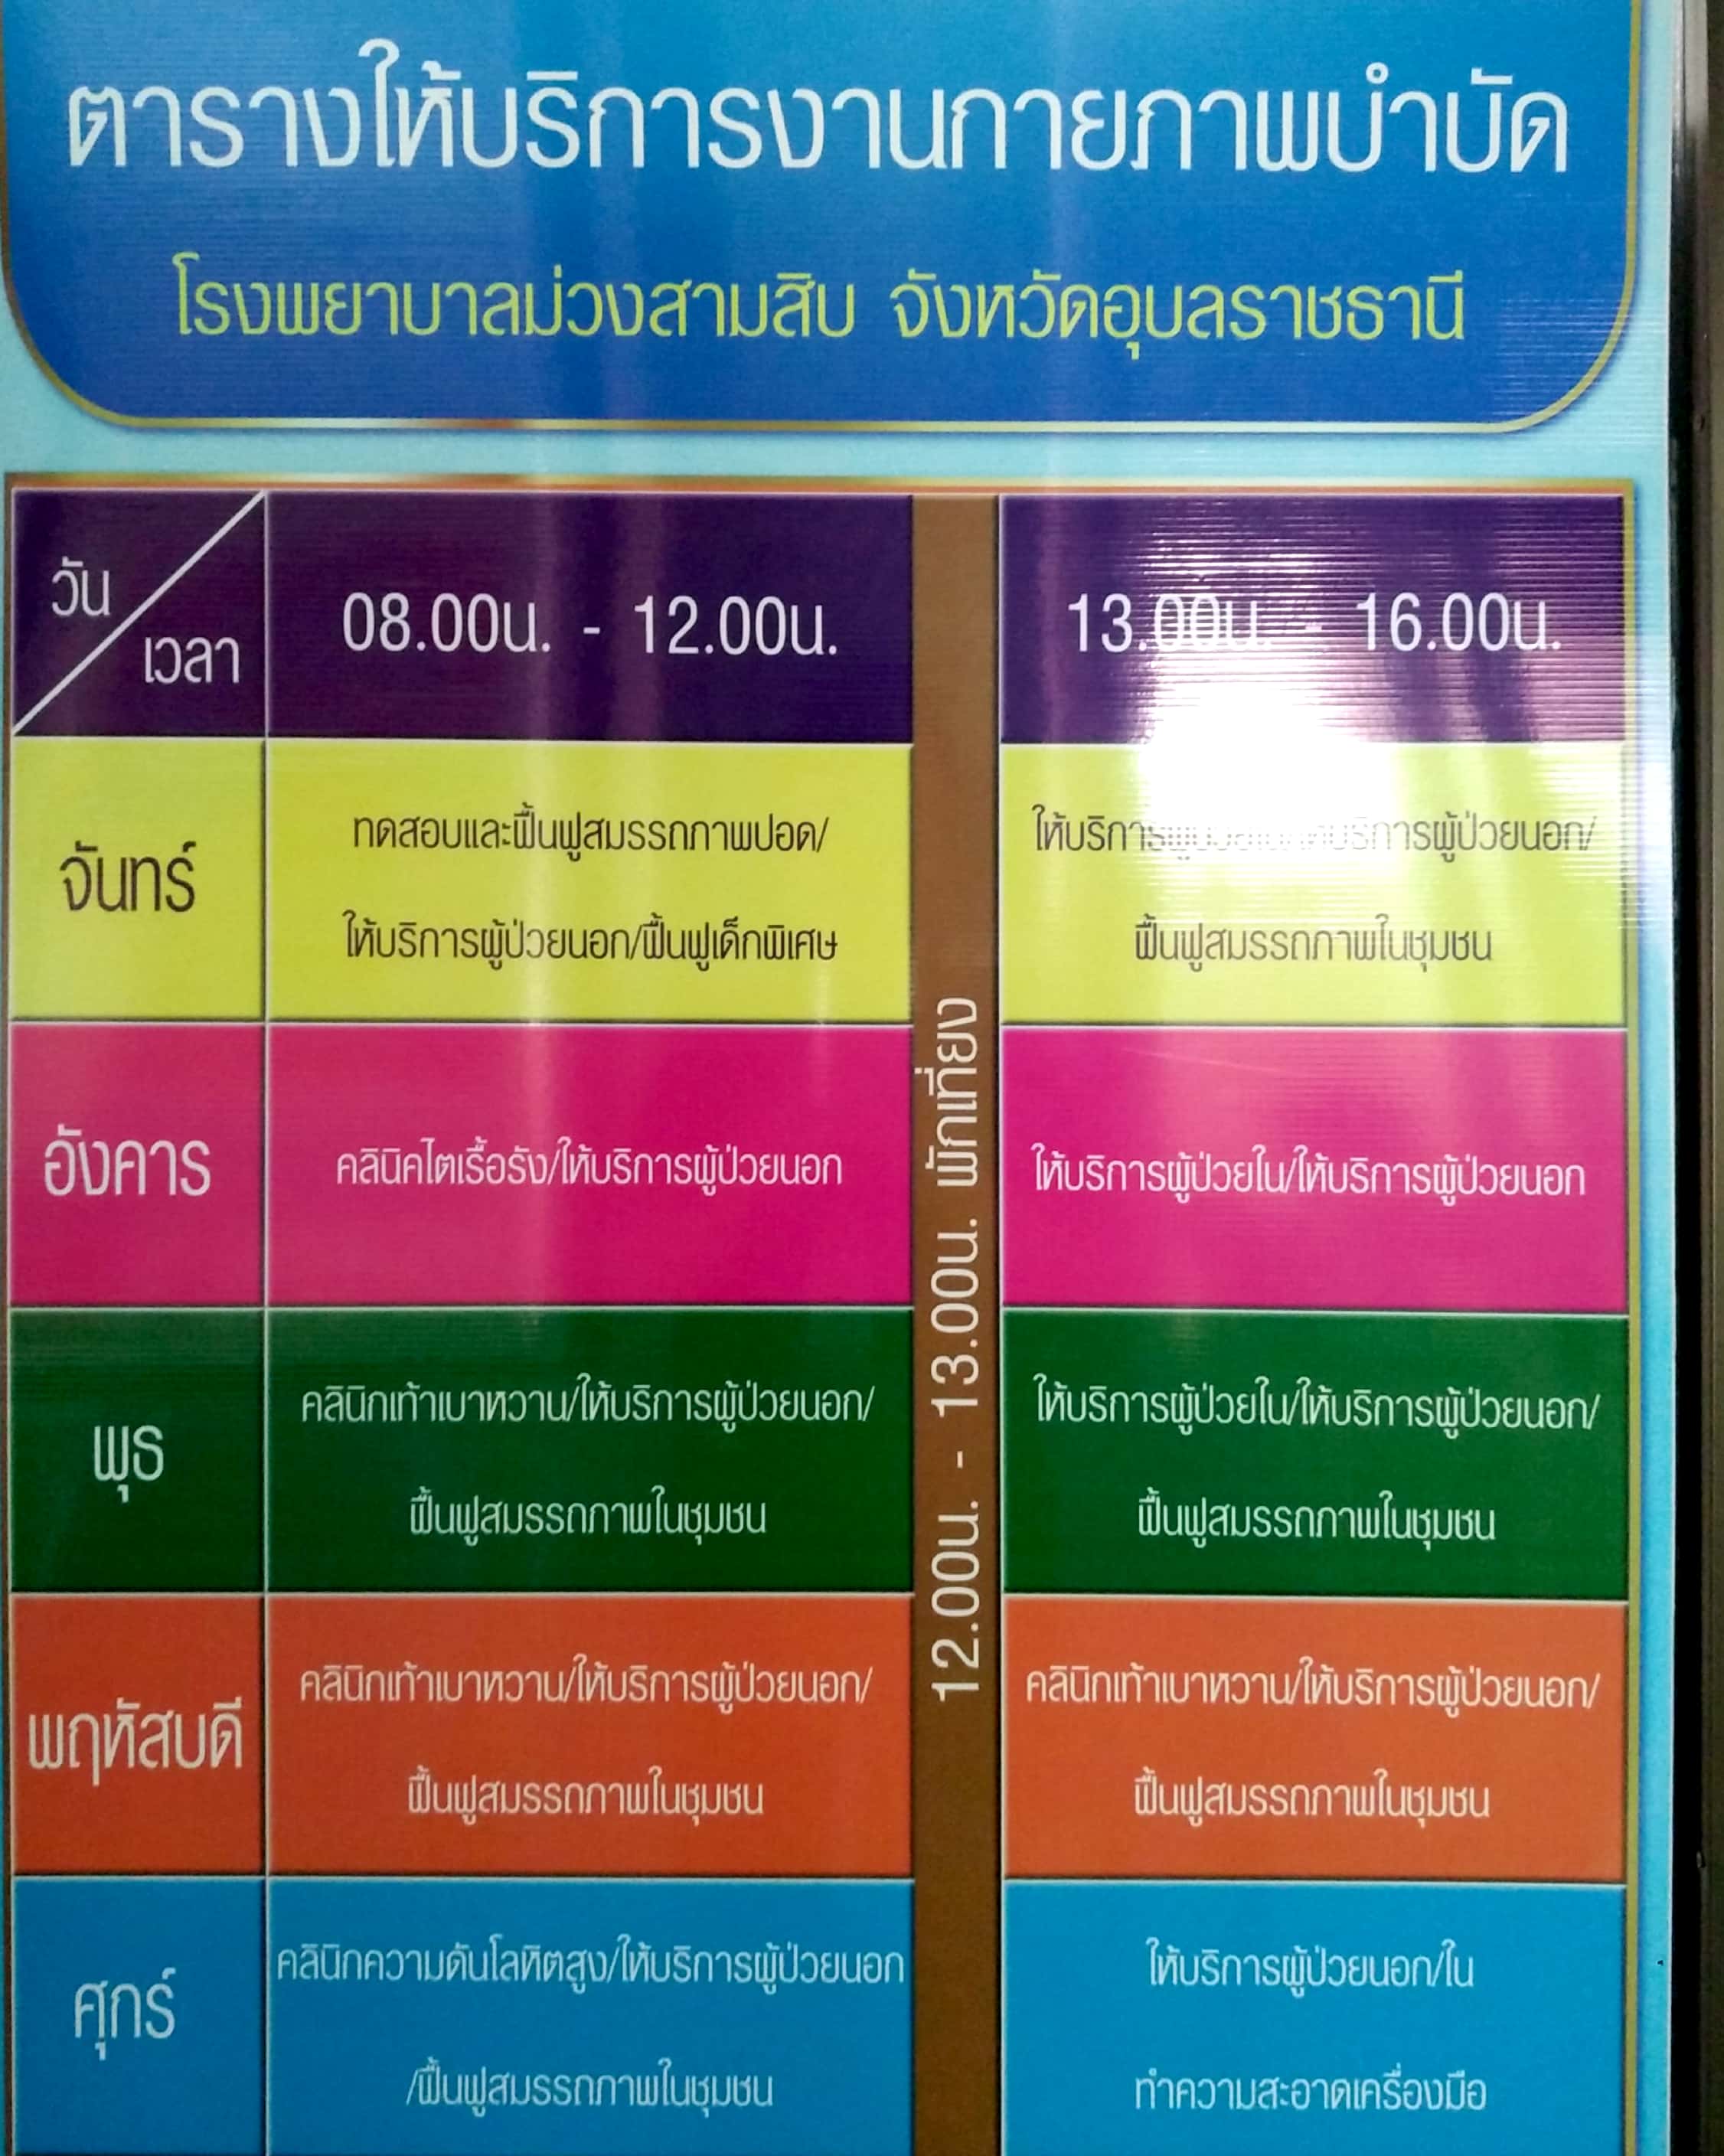 ตารางให้บริการงานกายภาพบำบัด
โรงพยาบาลม่วงสามสิบ จังหวัดอุบลราชธานี
วัน
เวลา
08.00น. - 12.00น.
13.00น. - 16.00น.
จันทร์
ทดสอบและฟื้นฟูสมรรถภาพปอด/
ให้บริการผู้ป่วยนอก/ฟื้นฟูเด็กพิเศษ
ให้บริการผู้ป่วยใน/ให้บริการผู้ป่วยนอก/
ฟื้นฟูสมรรถภาพในชุมชน
12.00น. - 13.00น. พักเที่ยง
อังคาร
คลินิคไตเรื้อรัง/ให้บริการผู้ป่วยนอก
ให้บริการผู้ป่วยใน/ให้บริการผู้ป่วยนอก
พุธ
คลินิกเท้าเบาหวาน/ให้บริการผู้ป่วยนอก/
ฟื้นฟูสมรรถภาพในชุมชน
ให้บริการผู้ป่วยใน/ให้บริการผู้ป่วยนอก/
ฟื้นฟูสมรรถภาพในชุมชน
พฤหัสบดี
คลินิกเท้าเบาหวาน/ให้บริการผู้ป่วยนอก/
ฟื้นฟูสมรรถภาพในชุมชน
คลินิกเท้าเบาหวาน/ให้บริการผู้ป่วยนอก/
ฟื้นฟูสมรรถภาพในชุมชน
ศุกร์
คลินิกความดันโลหิตสูง/ให้บริการผู้ป่วยนอก
/ฟื้นฟูสมรรถภาพในชุมชน
ให้บริการผู้ป่วยนอก/ใน
ทำความสะอาดเครื่องมือ